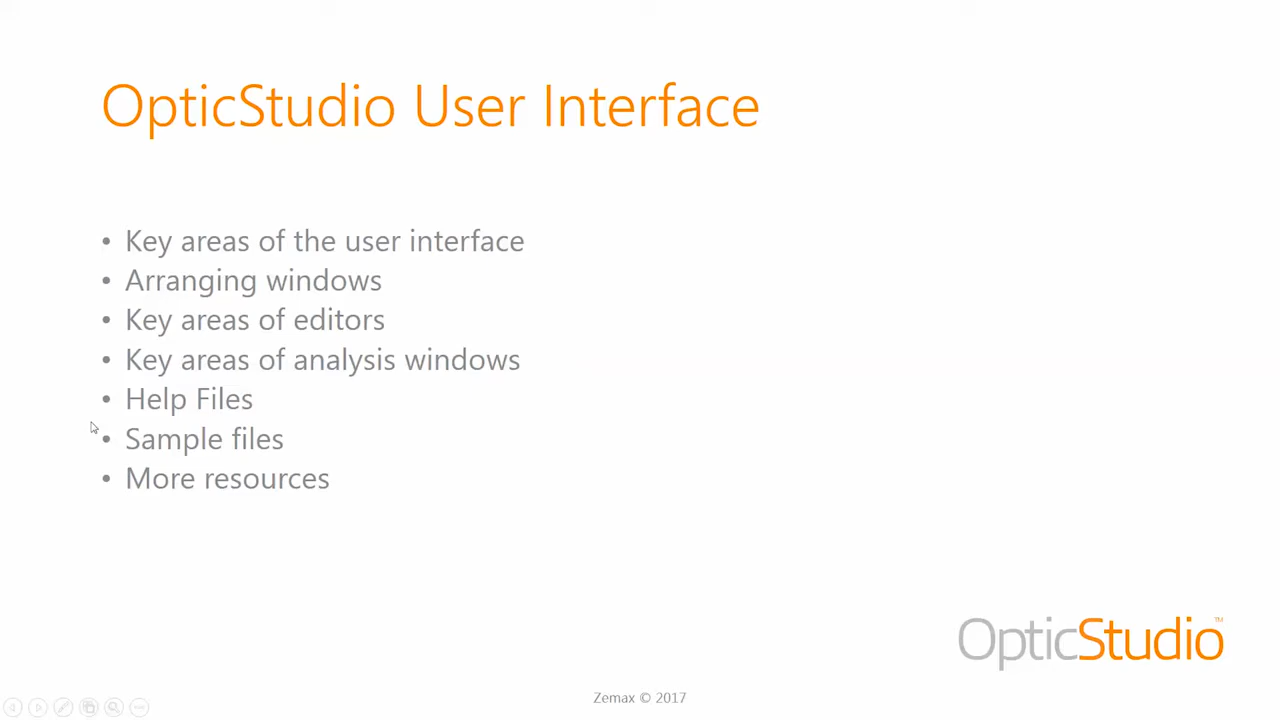 OpticStudio User Interface
• Key areas of the user interface
• Arranging windows
• Key areas of editors
• Key areas of analysis windows
• Help Files
• Sample files
• More resources
OpticStudio™
Zemax © 2017